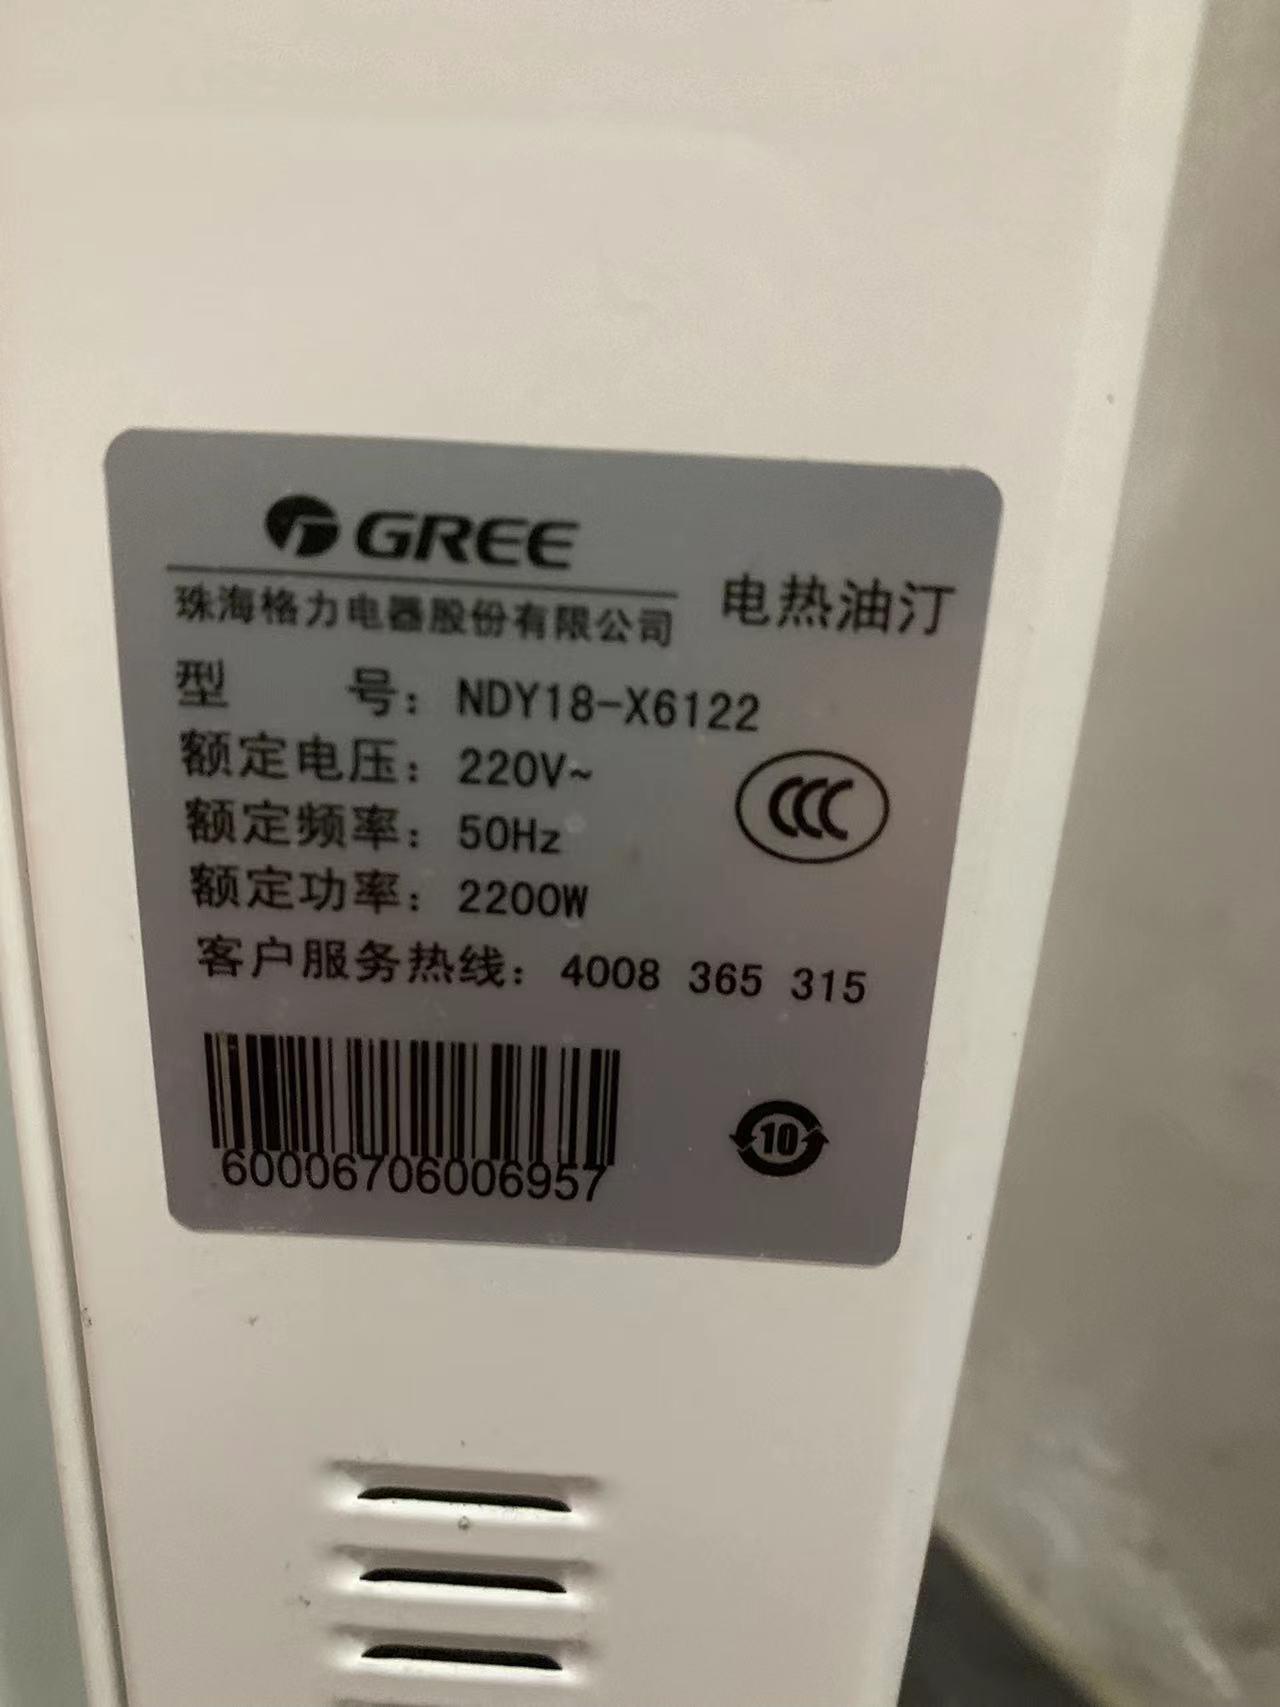 GREE
珠海格力电器股份有限公司
电热油汀
型 号：NDY18-X6122
额定电压：220V~
额定频率：50Hz
额定功率：2200W
客户服务热线：4008 365 315
CCC
60006706006957
10